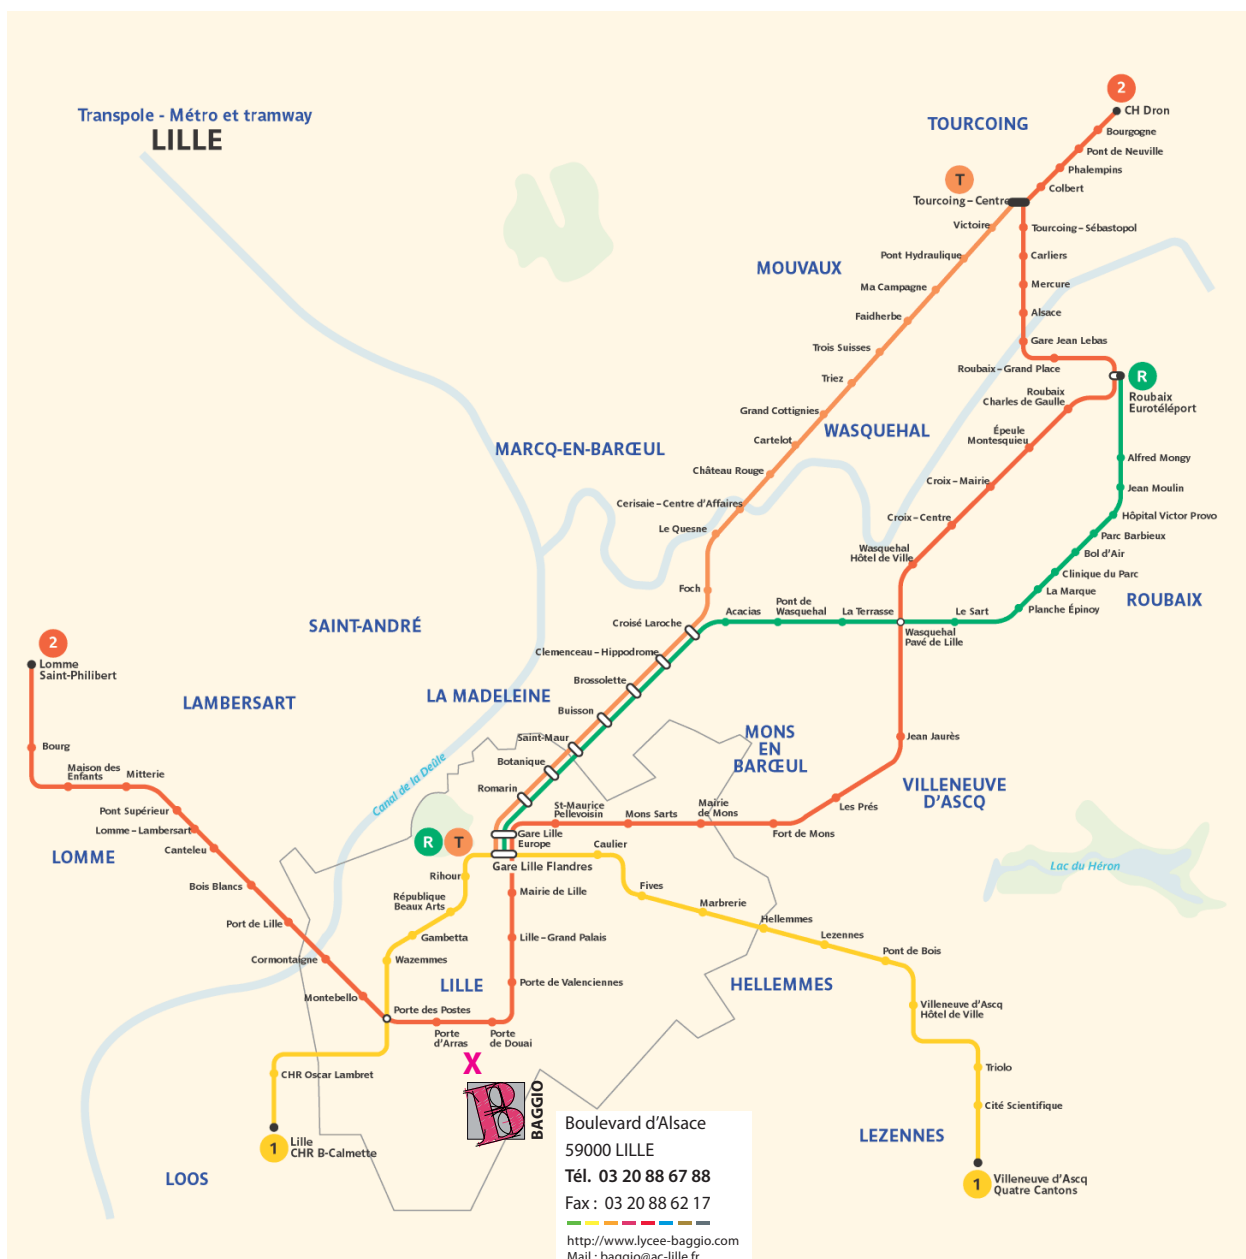 Transpole - Métro et tramway
LILLE
2
CH Dron
TOURCOING
Bourgogne
Pont de Neuville
Phalempins
T
Colbert
Tourcoing – Centre
Victoire
Tourcoing – Sébastopol
Pont Hydraulique
Carliers
MOUVAUX
Ma Campagne
Mercure
Faidherbe
Alsace
Trois Suisses
Gare Jean Lebas
Roubaix – Grand Place
Triez
R
Roubaix
Charles de Gaulle
Roubaix
Eurotéléport
Grand Cottignies
WASQUEHAL
Épeule
Montesquieu
Cartelot
MARCQ-EN-BARŒUL
Alfred Mongy
Château Rouge
Croix – Mairie
Jean Moulin
Cerisaie – Centre d'Affaires
Croix – Centre
Hôpital Victor Provo
Le Quesne
Parc Barbieux
Wasquehal
Hôtel de Ville
Bol d'Air
Clinique du Parc
Foch
La Marque
ROUBAIX
Acacias
Pont de
Wasquehal
La Terrasse
Le Sart
Planche Épinoy
SAINT-ANDRÉ
Croisé Laroche
Wasquehal
Pavé de Lille
2
Lomme
Saint-Philibert
Clemenceau – Hippodrome
Brossolette
LAMBERSART
LA MADELEINE
Buisson
Saint-Maur
MONS
EN
BARŒUL
Jean Jaurès
Bourg
Botanique
Maison des
Enfants
Mitterie
Canal de la Deûle
Romarin
VILLENEUVE
D'ASCQ
Pont Supérieur
St-Maurice
Pellevoisin
Mons Sarts
Mairie
de Mons
Les Prés
Lomme – Lambersart
Gare Lille
Europe
Fort de Mons
R
T
Caulier
LOMME
Canteleu
Gare Lille Flandres
Lac du Héron
Rihour
Bois Blancs
Fives
Mairie de Lille
République
Beaux Arts
Marbrerie
Port de Lille
Hellemmes
Gambetta
Lille – Grand Palais
Lezennes
Cormontaigne
Wazemmes
Pont de Bois
LILLE
Porte de Valenciennes
HELLEMMES
Montebello
Porte des Postes
Villeneuve d'Ascq
Hôtel de Ville
Porte
d'Arras
Porte
de Douai
X
CHR Oscar Lambret
Triolo
BAGGIO
Cité Scientifique
Boulevard d'Alsace
59000 LILLE
Tél. 03 20 88 67 88
Fax : 03 20 88 62 17
http://www.lycee-baggio.com
Mail : baggio@ac-lille.fr
1
Lille
CHR B-Calmette
LEZENNES
LOOS
1
Villeneuve d'Ascq
Quatre Cantons